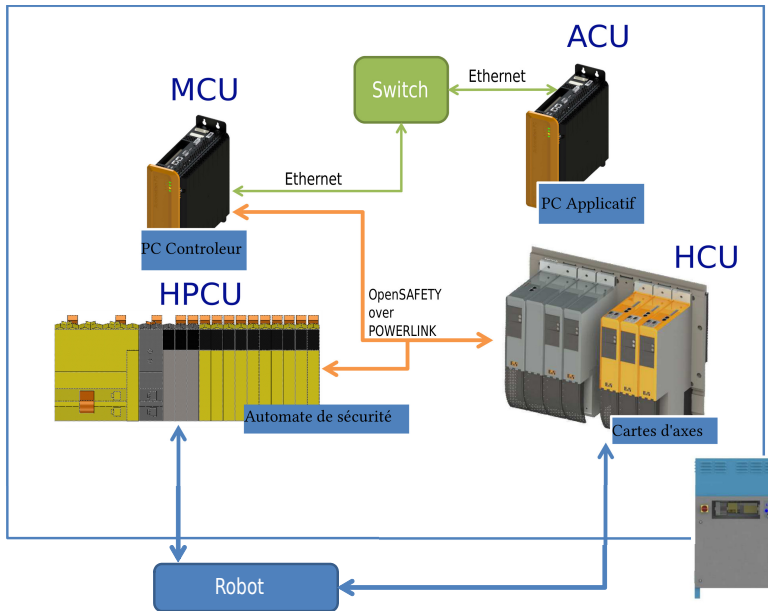 ACU
Switch
Ethernet
MCU
Ethernet
PC Applicatif
PC Controleur
HCU
HPCU
OpenSAFETY
over
POWERLINK
Automate de sécurité
Cartes d'axes
Robot